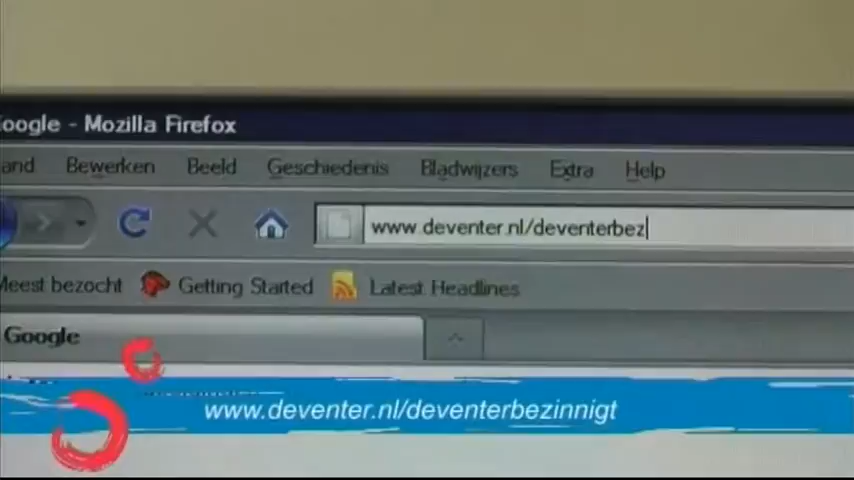 oogle - Mozilla Firefox
and Bewerken Beeld Geschiedenis Bladwijzers Extra Help
www.deventer.nl/deventerbez
Meest bezocht Getting Started Latest Headlines
Google
www.deventer.nl/deventerbezinnigt